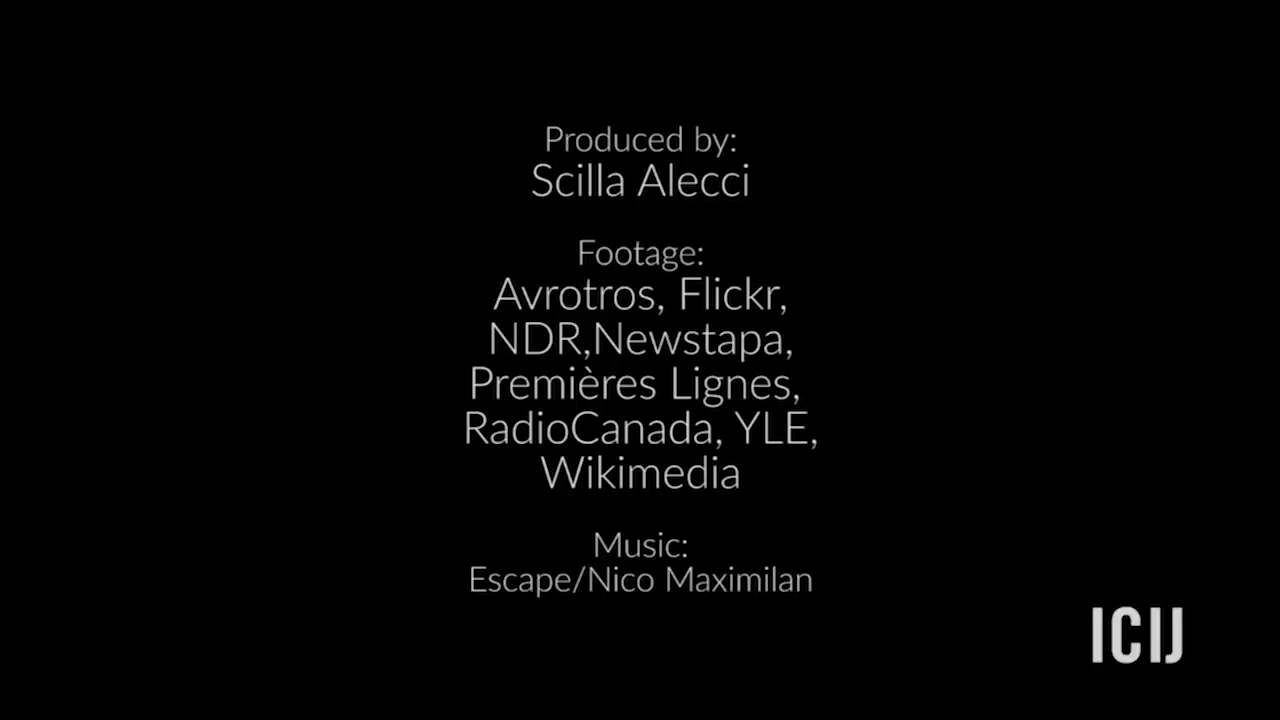 Produced by:
Scilla Alecci
Footage:
Avrotros, Flickr,
NDR,Newstapa,
Premières Lignes,
RadioCanada, YLE,
Wikimedia
Music:
Escape/Nico Maximilan
ICIJ